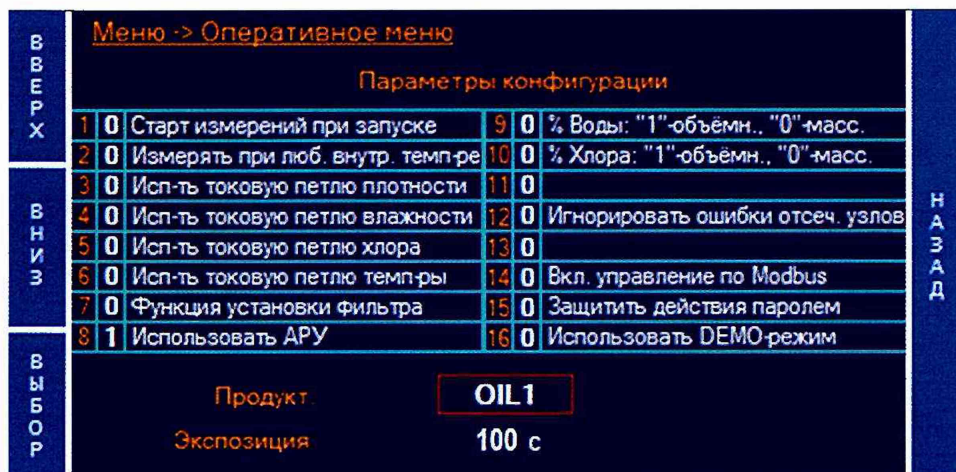 Меню -> Оперативное меню
Параметры конфигурации
1 0 Старт измерений при запуске 9 0 % Воды: "1"-объёмн., "0"-масс.
2 0 Измерять при люб. внутр. темп-ре 10 0 % Хлора: "1"-объёмн., "0"-масс.
3 0 Исп-ть токовую петлю плотности 11 0
4 0 Исп-ть токовую петлю влажности 12 0 Игнорировать ошибки отсеч. узлов
5 0 Исп-ть токовую петлю хлора 13 0
6 0 Исп-ть токовую петлю темп-ры 14 0 Вкл. управление по Modbus
7 0 Функция установки фильтра 15 0 Защитить действия паролем
8 1 Использовать АРУ 16 0 Использовать DEMO-режим
Продукт: OIL1
Экспозиция 100 с
ВВЕРХ
ВНИЗ
ВЫБОР
НАЗАД